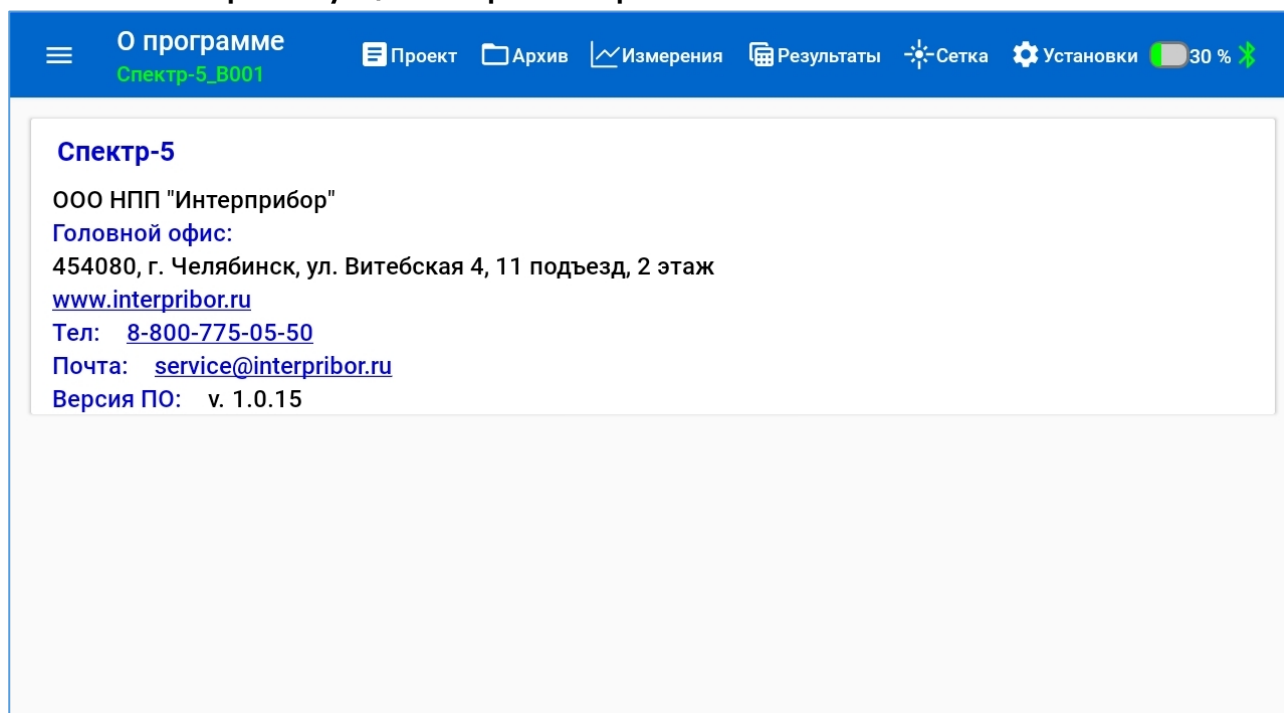 О программе
Спектр-5_В001
Проект Архив Измерения Результаты Сетка Установки 30 %
Спектр-5
ООО НПП "Интерприбор"
Головной офис:
454080, г. Челябинск, ул. Витебская 4, 11 подъезд, 2 этаж
www.interpribor.ru
Тел: 8-800-775-05-50
Почта: service@interpribor.ru
Версия ПО: v. 1.0.15